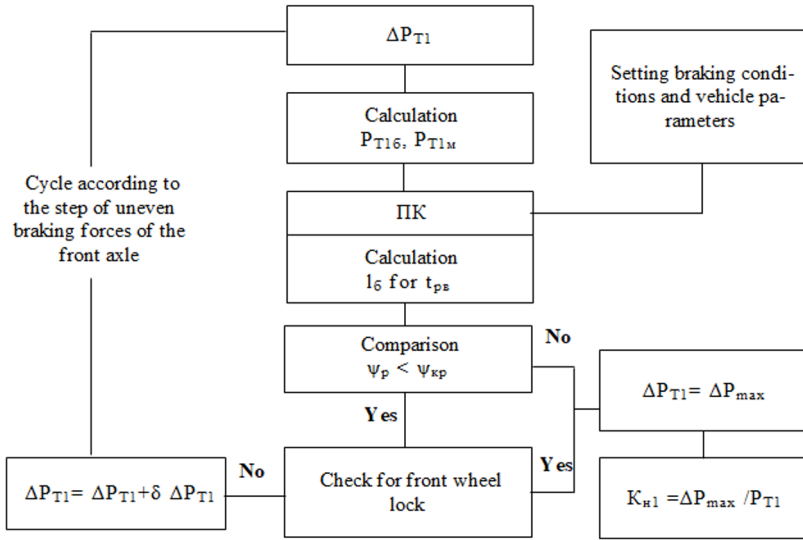 ΔP_T1
Setting braking condi-
tions and vehicle pa-
rameters
Calculation
P_T1б, P_T1м
Cycle according to
the step of uneven
braking forces of the
front axle
ПК
Calculation
l_б for t_рв
Comparison
ψ_р < ψ_кр
No
ΔP_T1= ΔP_max
Yes
Yes
No
Check for front wheel
lock
ΔP_T1= ΔP_T1+δ ΔP_T1
K_н1 =ΔP_max /P_T1